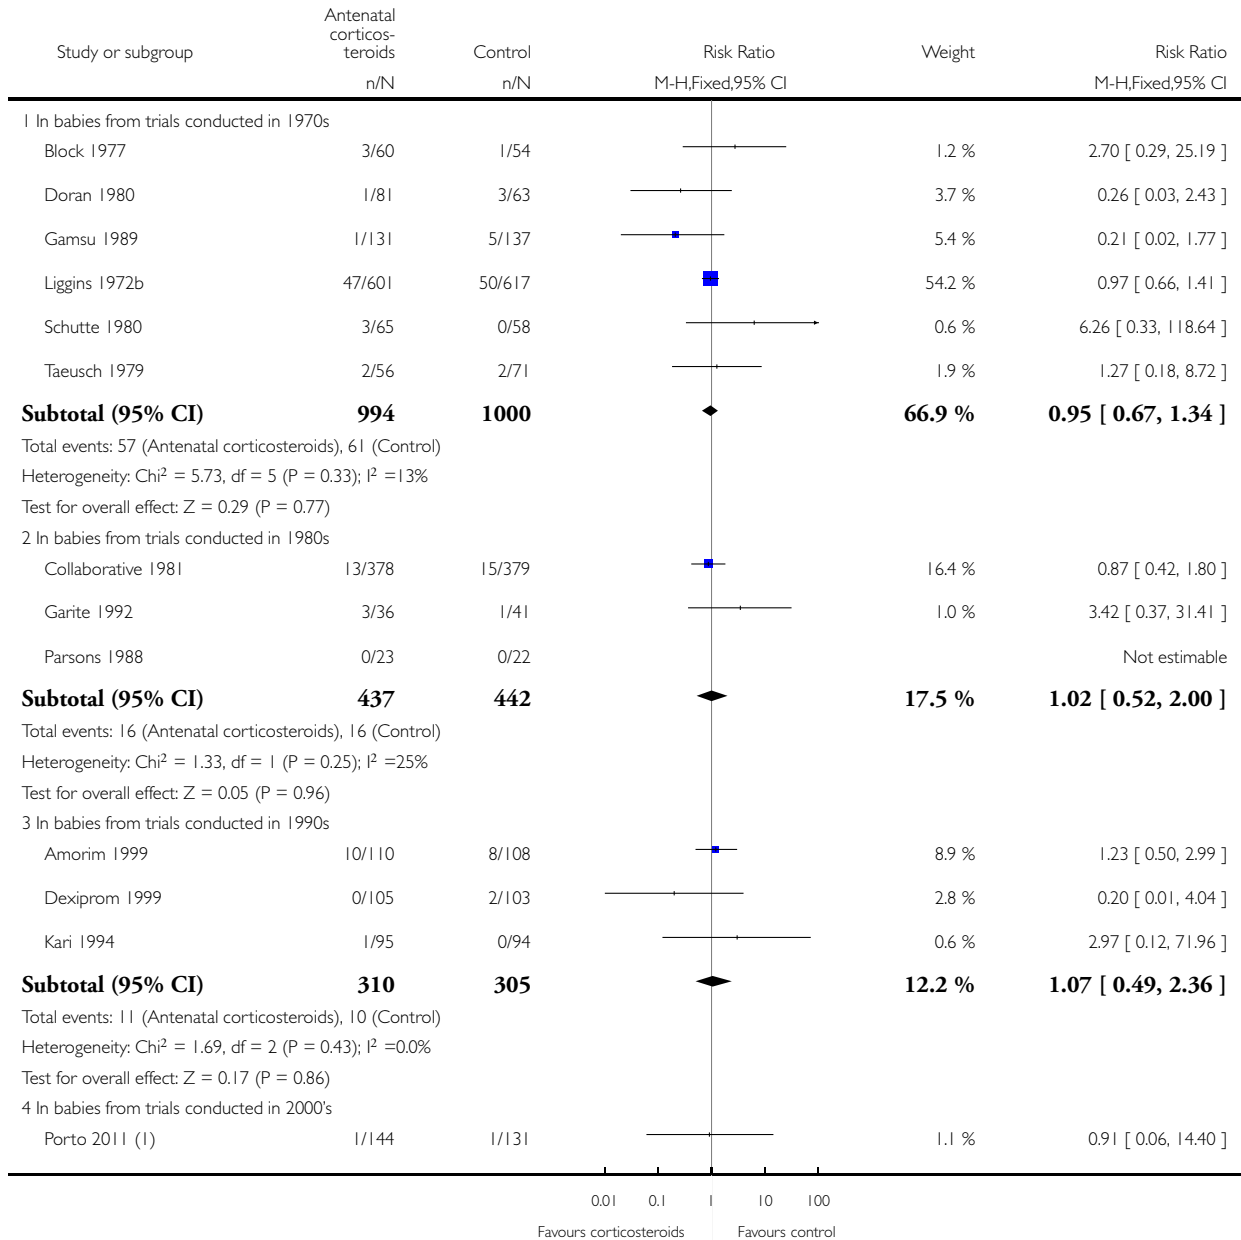 Study or subgroup Antenatal corticos- teroids Control Risk Ratio Weight Risk Ratio
n/N n/N M-H,Fixed,95% CI M-H,Fixed,95% CI
1 In babies from trials conducted in 1970s
Block 1977 3/60 1/54 1.2 % 2.70 [ 0.29, 25.19 ]
Doran 1980 1/81 3/63 3.7 % 0.26 [ 0.03, 2.43 ]
Gamsu 1989 1/131 5/137 5.4 % 0.21 [ 0.02, 1.77 ]
Liggins 1972b 47/601 50/617 54.2 % 0.97 [ 0.66, 1.41 ]
Schutte 1980 3/65 0/58 0.6 % 6.26 [ 0.33, 118.64 ]
Taeusch 1979 2/56 2/71 1.9 % 1.27 [ 0.18, 8.72 ]
Subtotal (95% CI) 994 1000 66.9 % 0.95 [ 0.67, 1.34 ]
Total events: 57 (Antenatal corticosteroids), 61 (Control)
Heterogeneity: Chi² = 5.73, df = 5 (P = 0.33); I² =13%
Test for overall effect: Z = 0.29 (P = 0.77)
2 In babies from trials conducted in 1980s
Collaborative 1981 13/378 15/379 16.4 % 0.87 [ 0.42, 1.80 ]
Garite 1992 3/36 1/41 1.0 % 3.42 [ 0.37, 31.41 ]
Parsons 1988 0/23 0/22 Not estimable
Subtotal (95% CI) 437 442 17.5 % 1.02 [ 0.52, 2.00 ]
Total events: 16 (Antenatal corticosteroids), 16 (Control)
Heterogeneity: Chi² = 1.33, df = 1 (P = 0.25); I² =25%
Test for overall effect: Z = 0.05 (P = 0.96)
3 In babies from trials conducted in 1990s
Amorim 1999 10/110 8/108 8.9 % 1.23 [ 0.50, 2.99 ]
Dexiprom 1999 0/105 2/103 2.8 % 0.20 [ 0.01, 4.04 ]
Kari 1994 1/95 0/94 0.6 % 2.97 [ 0.12, 71.96 ]
Subtotal (95% CI) 310 305 12.2 % 1.07 [ 0.49, 2.36 ]
Total events: 11 (Antenatal corticosteroids), 10 (Control)
Heterogeneity: Chi² = 1.69, df = 2 (P = 0.43); I² =0.0%
Test for overall effect: Z = 0.17 (P = 0.86)
4 In babies from trials conducted in 2000's
Porto 2011 (1) 1/144 1/131 1.1 % 0.91 [ 0.06, 14.40 ]
0.01 0.1 1 10 100
Favours corticosteroids Favours control